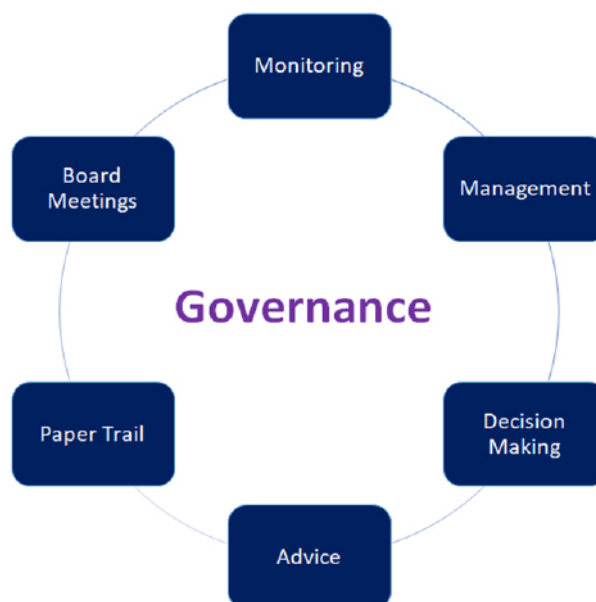 Monitoring
Board
Meetings
Management
Governance
Paper Trail
Decision
Making
Advice